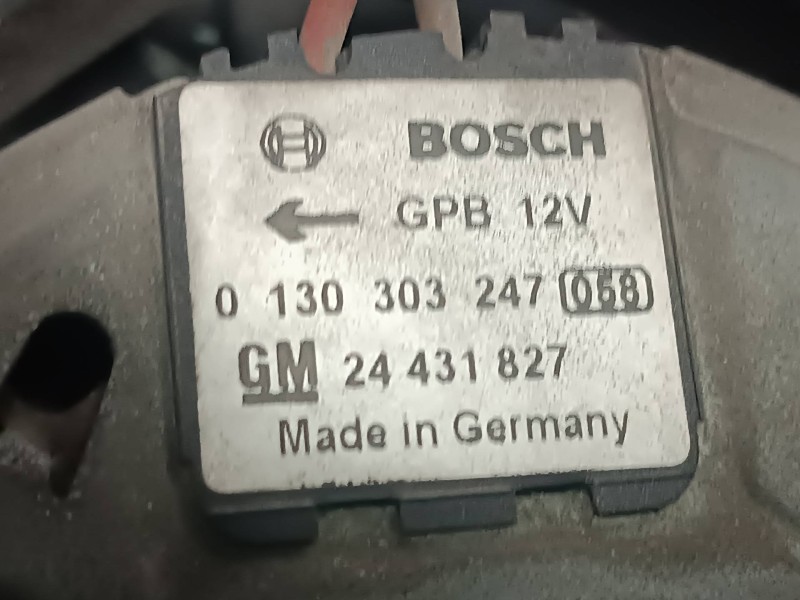 BOSCH
GPB 12V
0 130 303 247 058
GM 24 431 827
Made in Germany